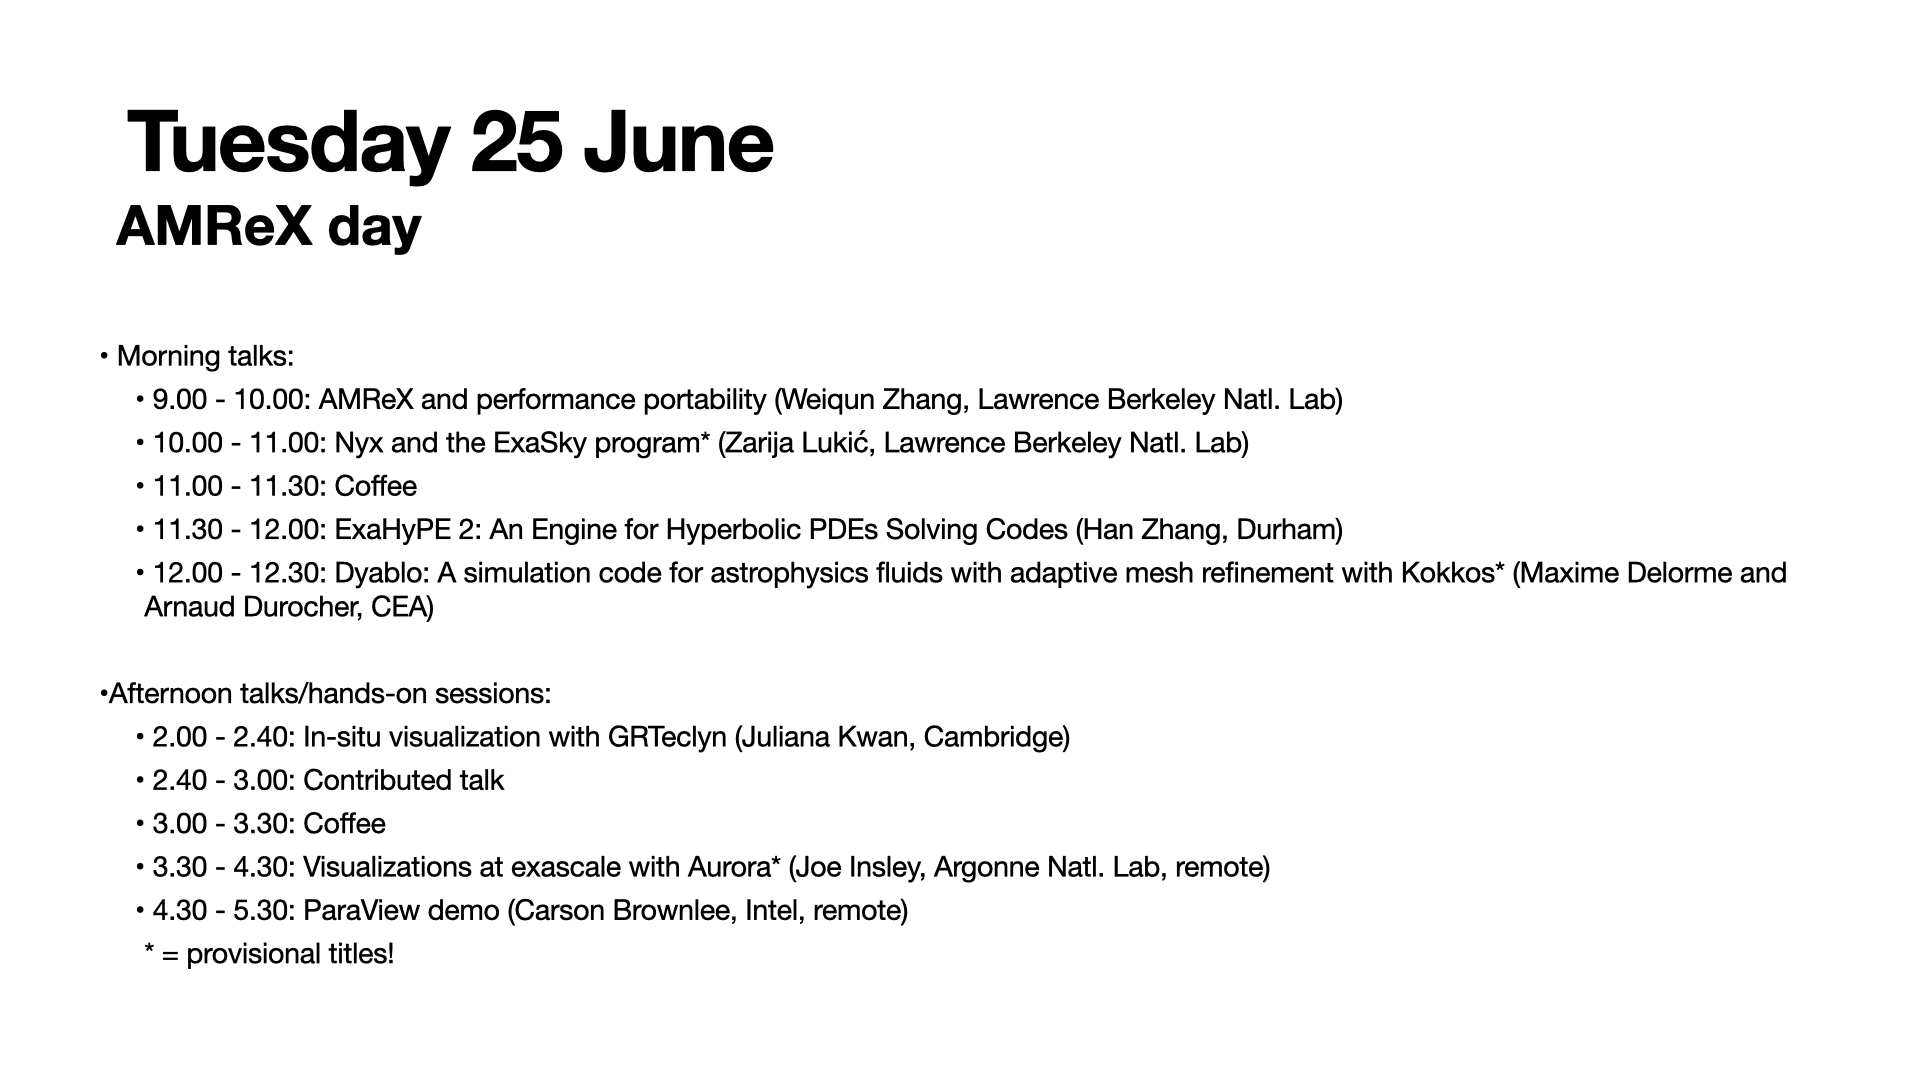 Tuesday 25 June
AMReX day
• Morning talks:
• 9.00 - 10.00: AMReX and performance portability (Weiqun Zhang, Lawrence Berkeley Natl. Lab)
• 10.00 - 11.00: Nyx and the ExaSky program* (Zarija Lukić, Lawrence Berkeley Natl. Lab)
• 11.00 - 11.30: Coffee
• 11.30 - 12.00: ExaHyPE 2: An Engine for Hyperbolic PDEs Solving Codes (Han Zhang, Durham)
• 12.00 - 12.30: Dyablo: A simulation code for astrophysics fluids with adaptive mesh refinement with Kokkos* (Maxime Delorme and
Arnaud Durocher, CEA)
•Afternoon talks/hands-on sessions:
• 2.00 - 2.40: In-situ visualization with GRTeclyn (Juliana Kwan, Cambridge)
• 2.40 - 3.00: Contributed talk
• 3.00 - 3.30: Coffee
• 3.30 - 4.30: Visualizations at exascale with Aurora* (Joe Insley, Argonne Natl. Lab, remote)
• 4.30 - 5.30: ParaView demo (Carson Brownlee, Intel, remote)
* = provisional titles!